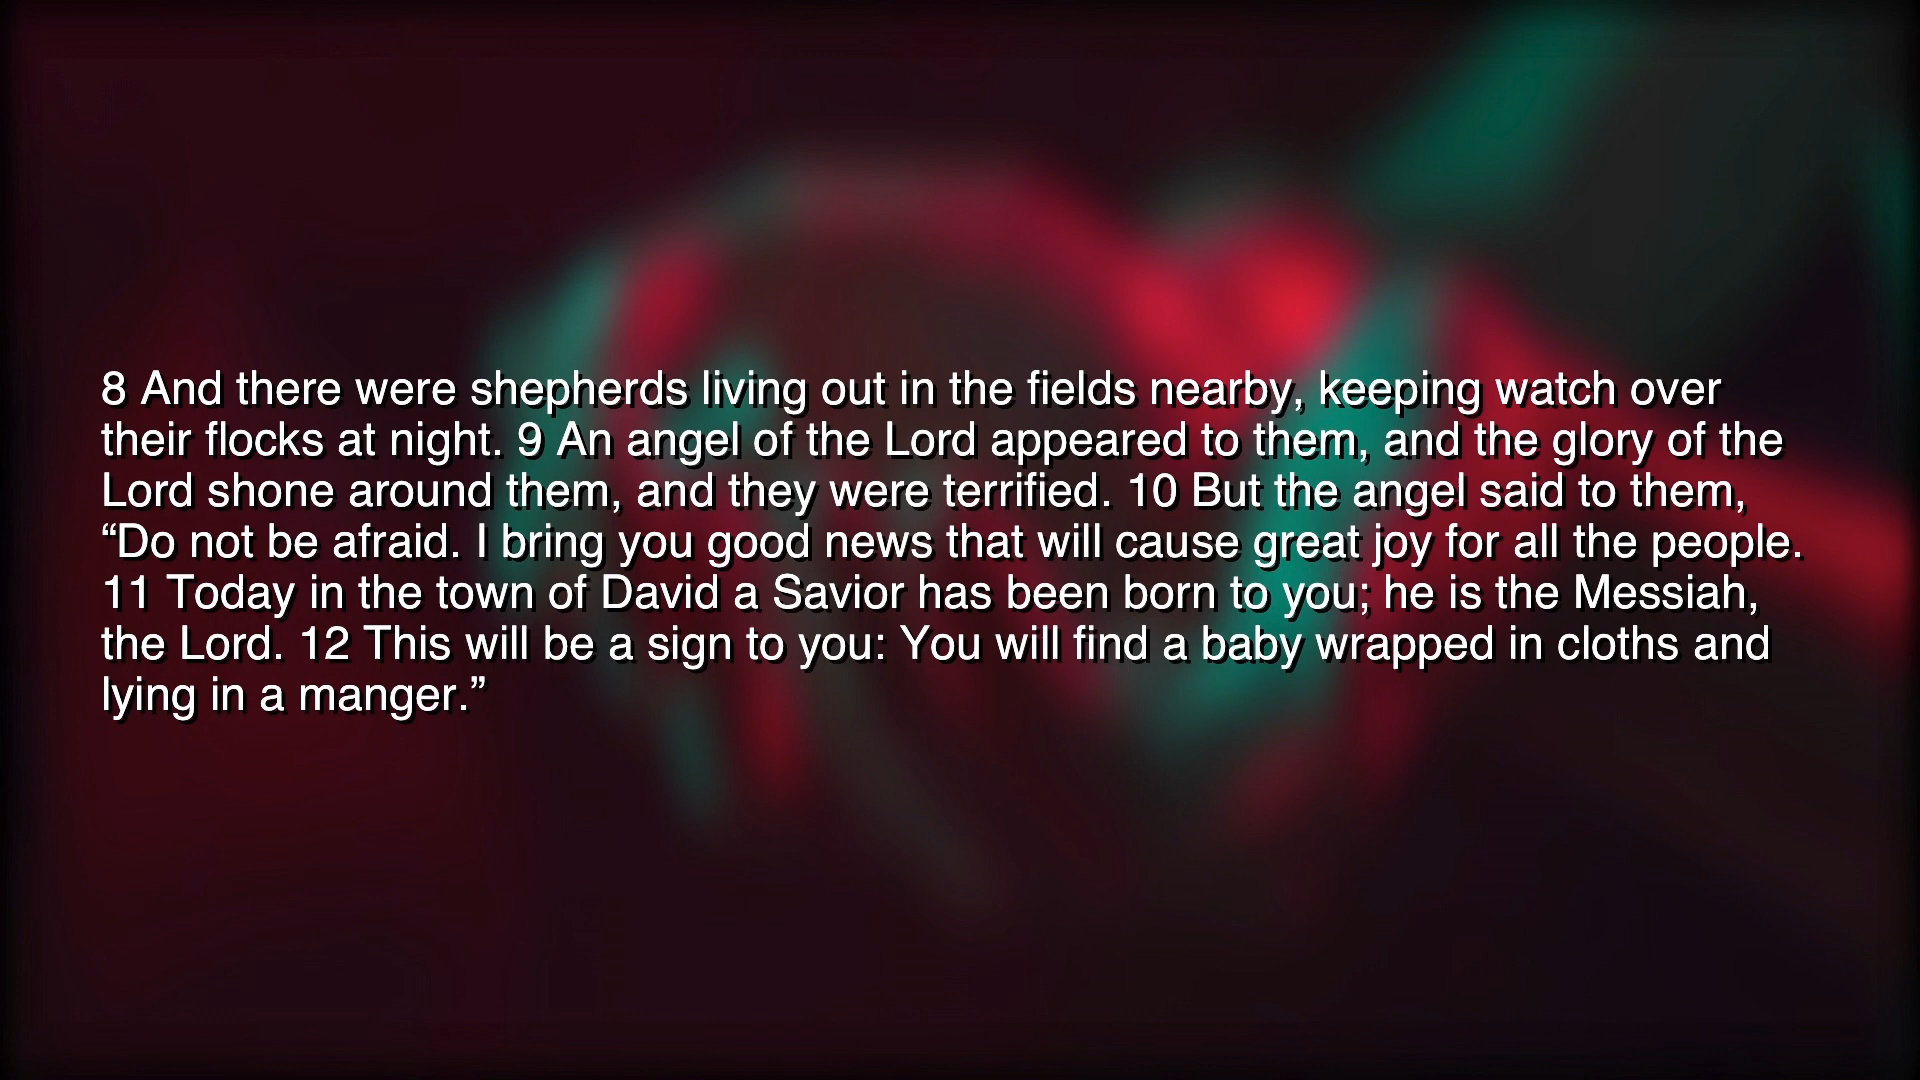 8 And there were shepherds living out in the fields nearby, keeping watch over
their flocks at night. 9 An angel of the Lord appeared to them, and the glory of the
Lord shone around them, and they were terrified. 10 But the angel said to them,
“Do not be afraid. I bring you good news that will cause great joy for all the people.
11 Today in the town of David a Savior has been born to you; he is the Messiah,
the Lord. 12 This will be a sign to you: You will find a baby wrapped in cloths and
lying in a manger.”